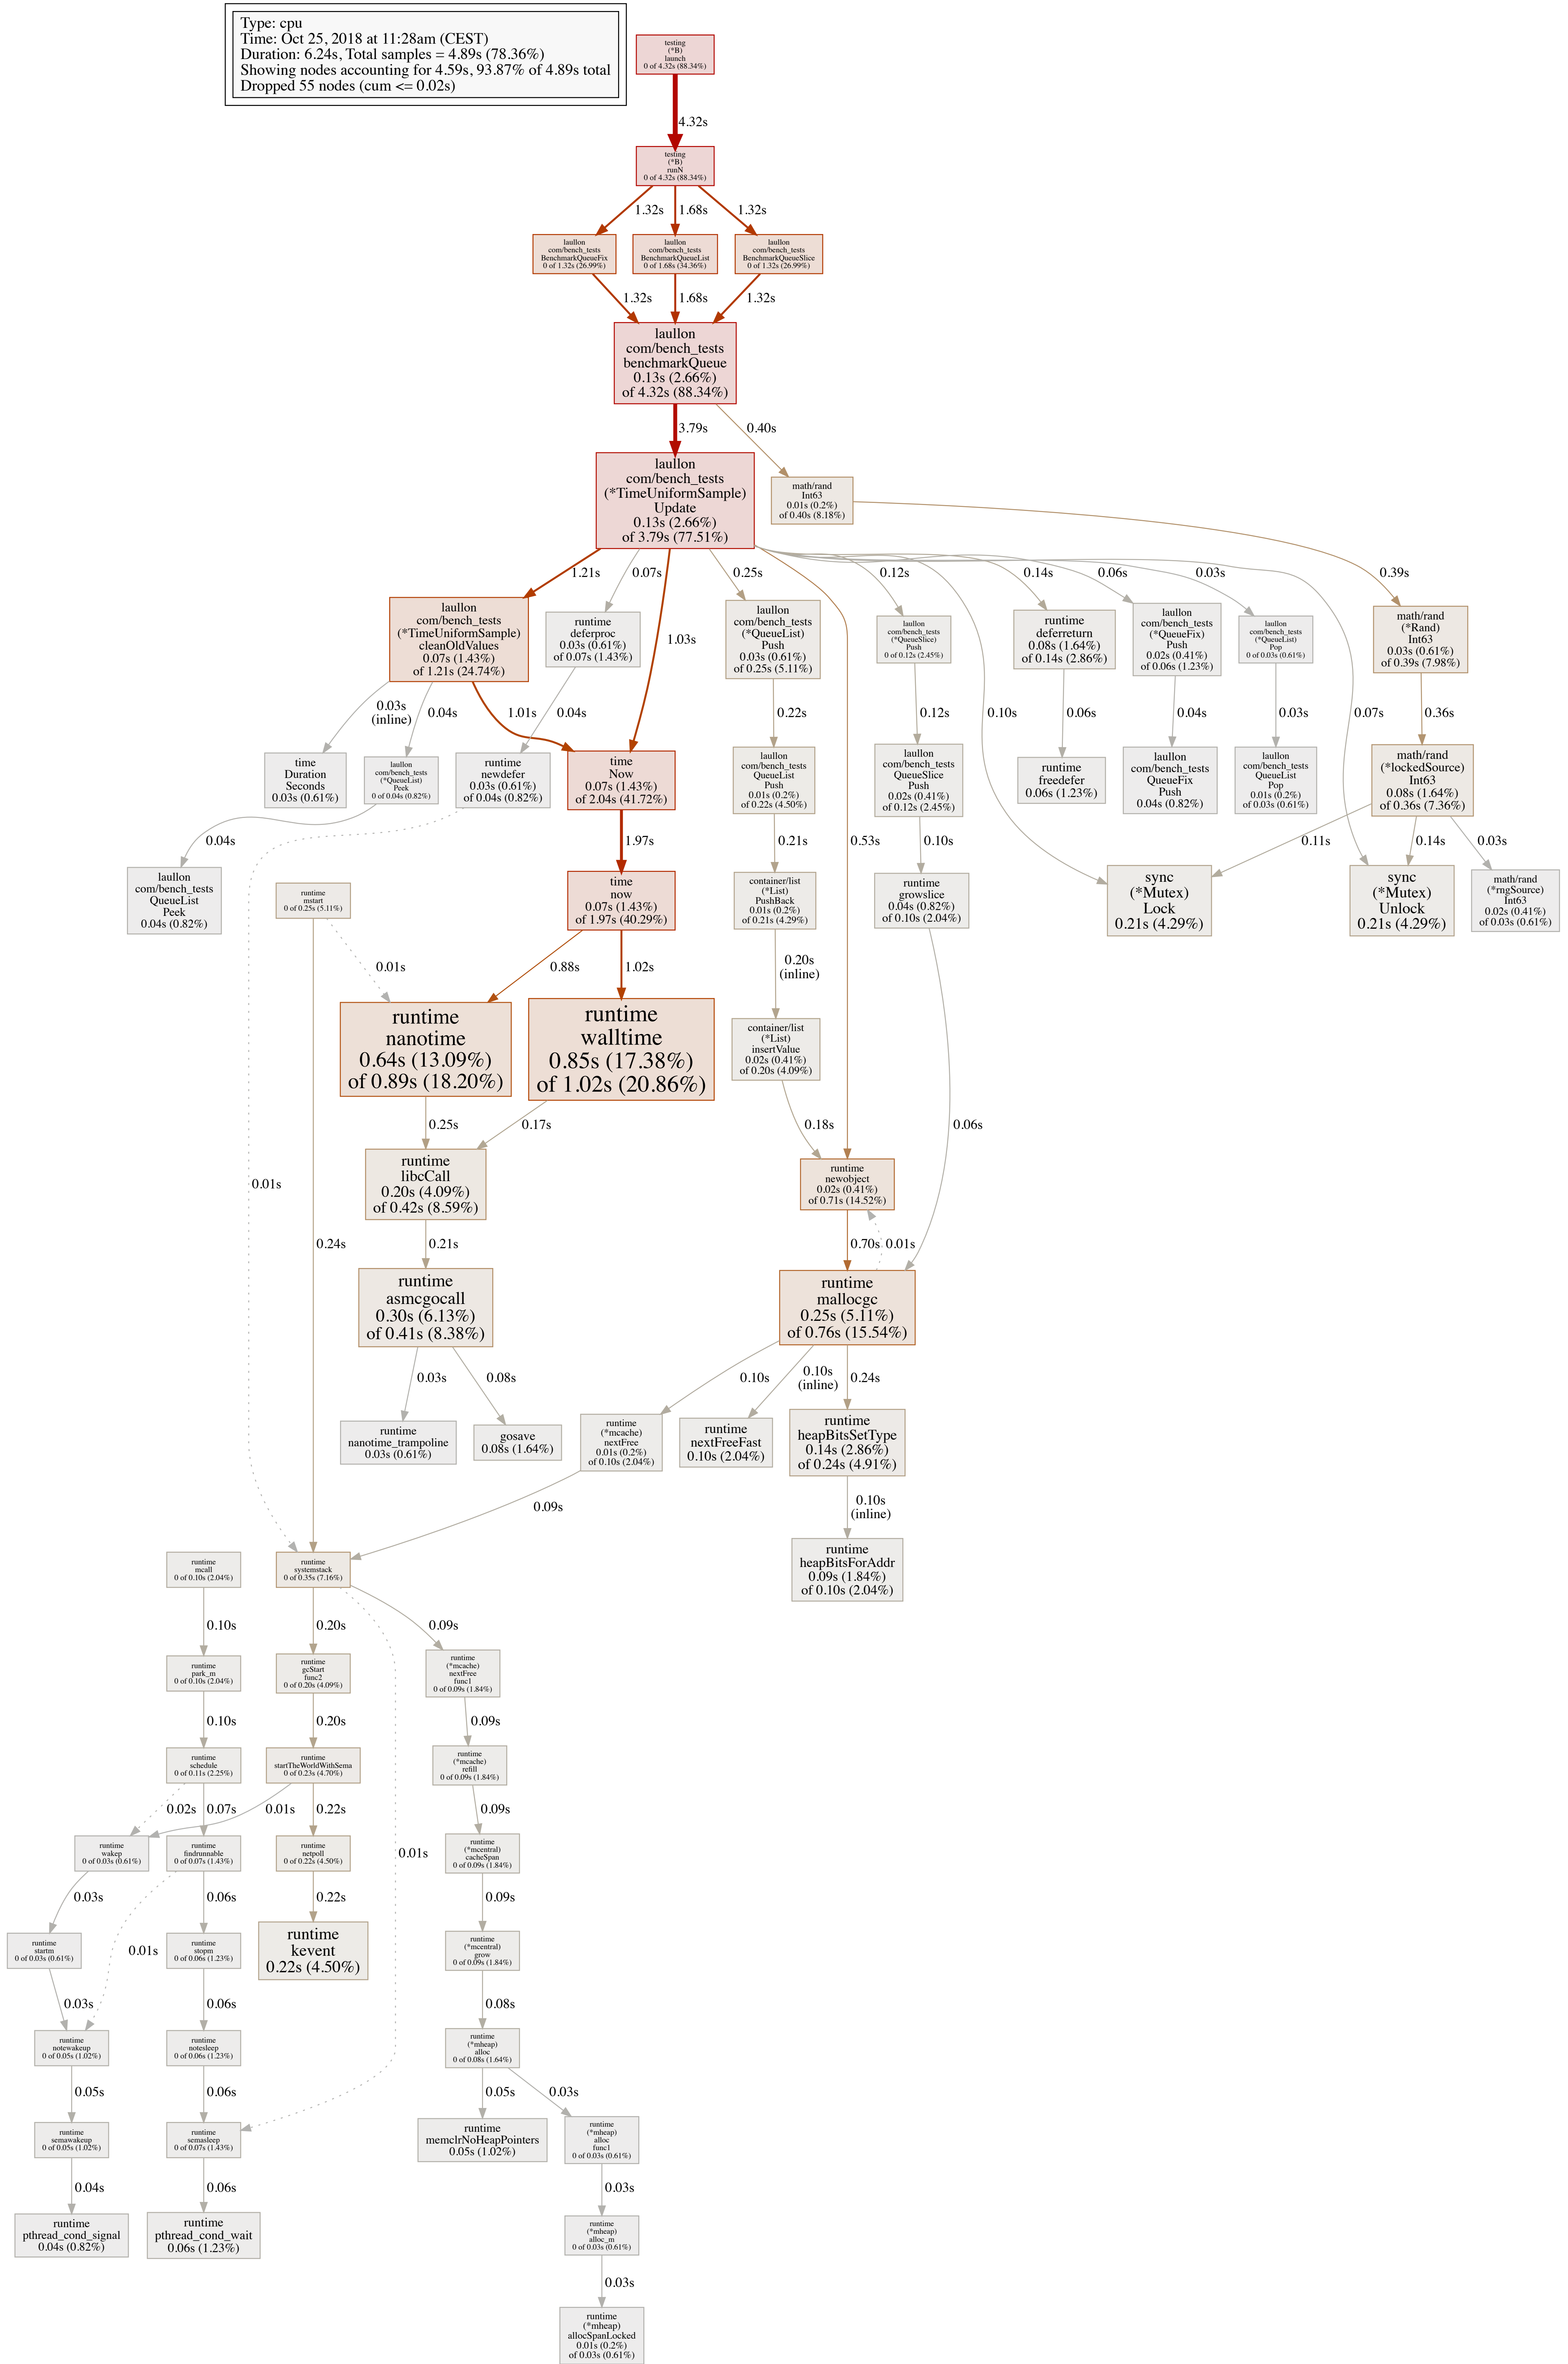 Type: cpu
Time: Oct 25, 2018 at 11:28am (CEST)
Duration: 6.24s, Total samples = 4.89s (78.36%)
Showing nodes accounting for 4.59s, 93.87% of 4.89s total
Dropped 55 nodes (cum <= 0.02s)
testing
(*B)
launch
0 of 4.32s (88.34%)
4.32s
testing
(*B)
runN
0 of 4.32s (88.34%)
1.32s
1.68s
1.32s
laullon
com/bench_tests
BenchmarkQueueFix
0 of 1.32s (26.99%)
laullon
com/bench_tests
BenchmarkQueueList
0 of 1.68s (34.36%)
laullon
com/bench_tests
BenchmarkQueueSlice
0 of 1.32s (26.99%)
1.32s
1.68s
1.32s
laullon
com/bench_tests
benchmarkQueue
0.13s (2.66%)
of 4.32s (88.34%)
3.79s
0.40s
laullon
com/bench_tests
(*TimeUniformSample)
Update
0.13s (2.66%)
of 3.79s (77.51%)
math/rand
Int63
0.01s (0.2%)
of 0.40s (8.18%)
1.21s
0.07s
1.03s
0.25s
0.53s
0.12s
0.10s
0.14s
0.06s
0.03s
0.07s
0.39s
laullon
com/bench_tests
(*TimeUniformSample)
cleanOldValues
0.07s (1.43%)
of 1.21s (24.74%)
runtime
deferproc
0.03s (0.61%)
of 0.07s (1.43%)
laullon
com/bench_tests
(*QueueList)
Push
0.03s (0.61%)
of 0.25s (5.11%)
laullon
com/bench_tests
(*QueueSlice)
Push
0 of 0.12s (2.45%)
runtime
deferreturn
0.08s (1.64%)
of 0.14s (2.86%)
laullon
com/bench_tests
(*QueueFix)
Push
0.02s (0.41%)
of 0.06s (1.23%)
laullon
com/bench_tests
(*QueueList)
Pop
0 of 0.03s (0.61%)
math/rand
(*Rand)
Int63
0.03s (0.61%)
of 0.39s (7.98%)
0.03s
(inline)
0.04s
1.01s
0.04s
0.22s
0.12s
0.06s
0.04s
0.03s
0.36s
time
Duration
Seconds
0.03s (0.61%)
laullon
com/bench_tests
(*QueueList)
Peek
0 of 0.04s (0.82%)
runtime
newdefer
0.03s (0.61%)
of 0.04s (0.82%)
time
Now
0.07s (1.43%)
of 2.04s (41.72%)
laullon
com/bench_tests
QueueList
Push
0.01s (0.2%)
of 0.22s (4.50%)
laullon
com/bench_tests
QueueSlice
Push
0.02s (0.41%)
of 0.12s (2.45%)
runtime
freedefer
0.06s (1.23%)
laullon
com/bench_tests
QueueFix
Push
0.04s (0.82%)
laullon
com/bench_tests
QueueList
Pop
0.01s (0.2%)
of 0.03s (0.61%)
math/rand
(*lockedSource)
Int63
0.08s (1.64%)
of 0.36s (7.36%)
0.04s
1.97s
0.21s
0.10s
0.11s
0.14s
0.03s
laullon
com/bench_tests
QueueList
Peek
0.04s (0.82%)
runtime
mstart
0 of 0.25s (5.11%)
time
now
0.07s (1.43%)
of 1.97s (40.29%)
container/list
(*List)
PushBack
0.01s (0.2%)
of 0.21s (4.29%)
runtime
growslice
0.04s (0.82%)
of 0.10s (2.04%)
sync
(*Mutex)
Lock
0.21s (4.29%)
sync
(*Mutex)
Unlock
0.21s (4.29%)
math/rand
(*rngSource)
Int63
0.02s (0.41%)
of 0.03s (0.61%)
0.01s
0.88s
1.02s
0.20s
(inline)
runtime
nanotime
0.64s (13.09%)
of 0.89s (18.20%)
runtime
walltime
0.85s (17.38%)
of 1.02s (20.86%)
container/list
(*List)
insertValue
0.02s (0.41%)
of 0.20s (4.09%)
0.25s
0.17s
0.18s
0.06s
0.01s
runtime
libcCall
0.20s (4.09%)
of 0.42s (8.59%)
runtime
newobject
0.02s (0.41%)
of 0.71s (14.52%)
0.24s
0.21s
0.70s
0.01s
runtime
asmcgocall
0.30s (6.13%)
of 0.41s (8.38%)
runtime
mallocgc
0.25s (5.11%)
of 0.76s (15.54%)
0.03s
0.08s
0.10s
0.10s
(inline)
0.24s
runtime
nanotime_trampoline
0.03s (0.61%)
gosave
0.08s (1.64%)
runtime
(*mcache)
nextFree
0.01s (0.2%)
of 0.10s (2.04%)
runtime
nextFreeFast
0.10s (2.04%)
runtime
heapBitsSetType
0.14s (2.86%)
of 0.24s (4.91%)
0.09s
0.10s
(inline)
runtime
mcall
0 of 0.10s (2.04%)
runtime
systemstack
0 of 0.35s (7.16%)
runtime
heapBitsForAddr
0.09s (1.84%)
of 0.10s (2.04%)
0.10s
0.20s
0.09s
runtime
park_m
0 of 0.10s (2.04%)
runtime
gcStart
func2
0 of 0.20s (4.09%)
runtime
(*mcache)
nextFree
func1
0 of 0.09s (1.84%)
0.10s
0.20s
0.09s
runtime
schedule
0 of 0.11s (2.25%)
runtime
startTheWorldWithSema
0 of 0.23s (4.70%)
runtime
(*mcache)
refill
0 of 0.09s (1.84%)
0.02s
0.07s
0.01s
0.22s
0.09s
runtime
wakep
0 of 0.03s (0.61%)
runtime
findrunnable
0 of 0.07s (1.43%)
runtime
netpoll
0 of 0.22s (4.50%)
0.01s
runtime
(*mcentral)
cacheSpan
0 of 0.09s (1.84%)
0.03s
0.06s
0.22s
0.09s
runtime
startm
0 of 0.03s (0.61%)
0.01s
runtime
stopm
0 of 0.06s (1.23%)
runtime
kevent
0.22s (4.50%)
runtime
(*mcentral)
grow
0 of 0.09s (1.84%)
0.03s
0.06s
0.08s
runtime
notewakeup
0 of 0.05s (1.02%)
runtime
notesleep
0 of 0.06s (1.23%)
runtime
(*mheap)
alloc
0 of 0.08s (1.64%)
0.05s
0.06s
0.05s
0.03s
runtime
semawakeup
0 of 0.05s (1.02%)
runtime
semasleep
0 of 0.07s (1.43%)
runtime
memclrNoHeapPointers
0.05s (1.02%)
runtime
(*mheap)
alloc
func1
0 of 0.03s (0.61%)
0.04s
0.06s
0.03s
runtime
pthread_cond_signal
0.04s (0.82%)
runtime
pthread_cond_wait
0.06s (1.23%)
runtime
(*mheap)
alloc_m
0 of 0.03s (0.61%)
0.03s
runtime
(*mheap)
allocSpanLocked
0.01s (0.2%)
of 0.03s (0.61%)